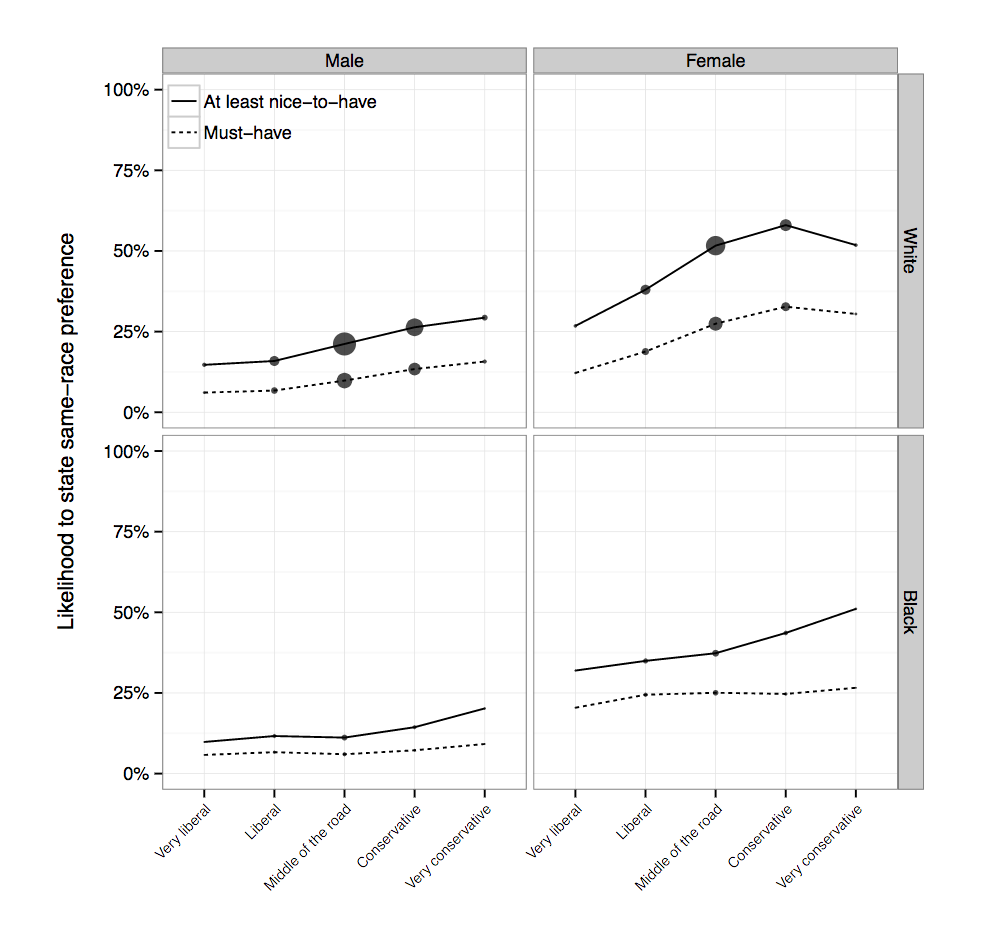 Male
Female
100%
75%
50%
25%
0%
At least nice−to−have
Must−have
White
Likelihood to state same−race preference
100%
75%
50%
25%
0%
Black
Very liberal
Liberal
Middle of the road
Conservative
Very conservative
Very liberal
Liberal
Middle of the road
Conservative
Very conservative